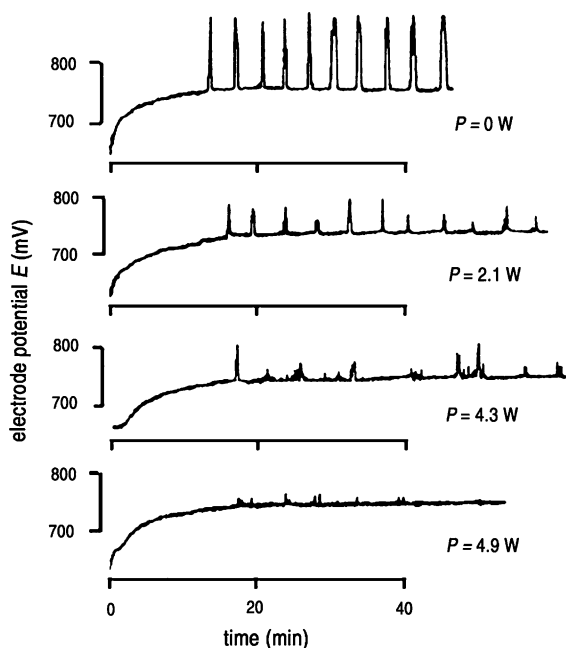 800
700
P = 0 W
800
700
P = 2.1 W
800
700
P = 4.3 W
800
700
P = 4.9 W
0 20 40
time (min)
electrode potential E (mV)